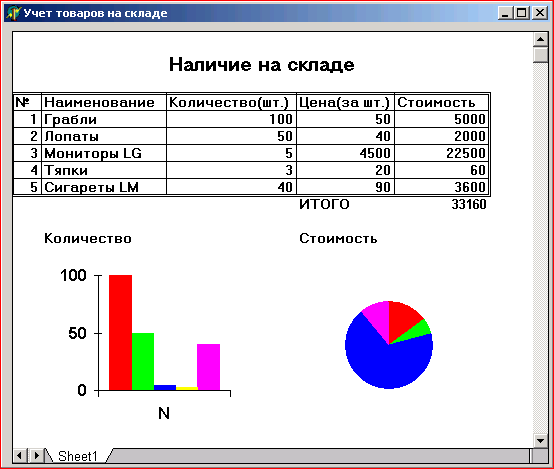 Учет товаров на складе
Наличие на складе
№ Наименование Количество(шт.) Цена(за шт.) Стоимость
1 Грабли 100 50 5000
2 Лопаты 50 40 2000
3 Мониторы LG 5 4500 22500
4 Тяпки 3 20 60
5 Сигареты LM 40 90 3600
ИТОГО 33160
Количество Стоимость
100
50
0
N
Sheet1